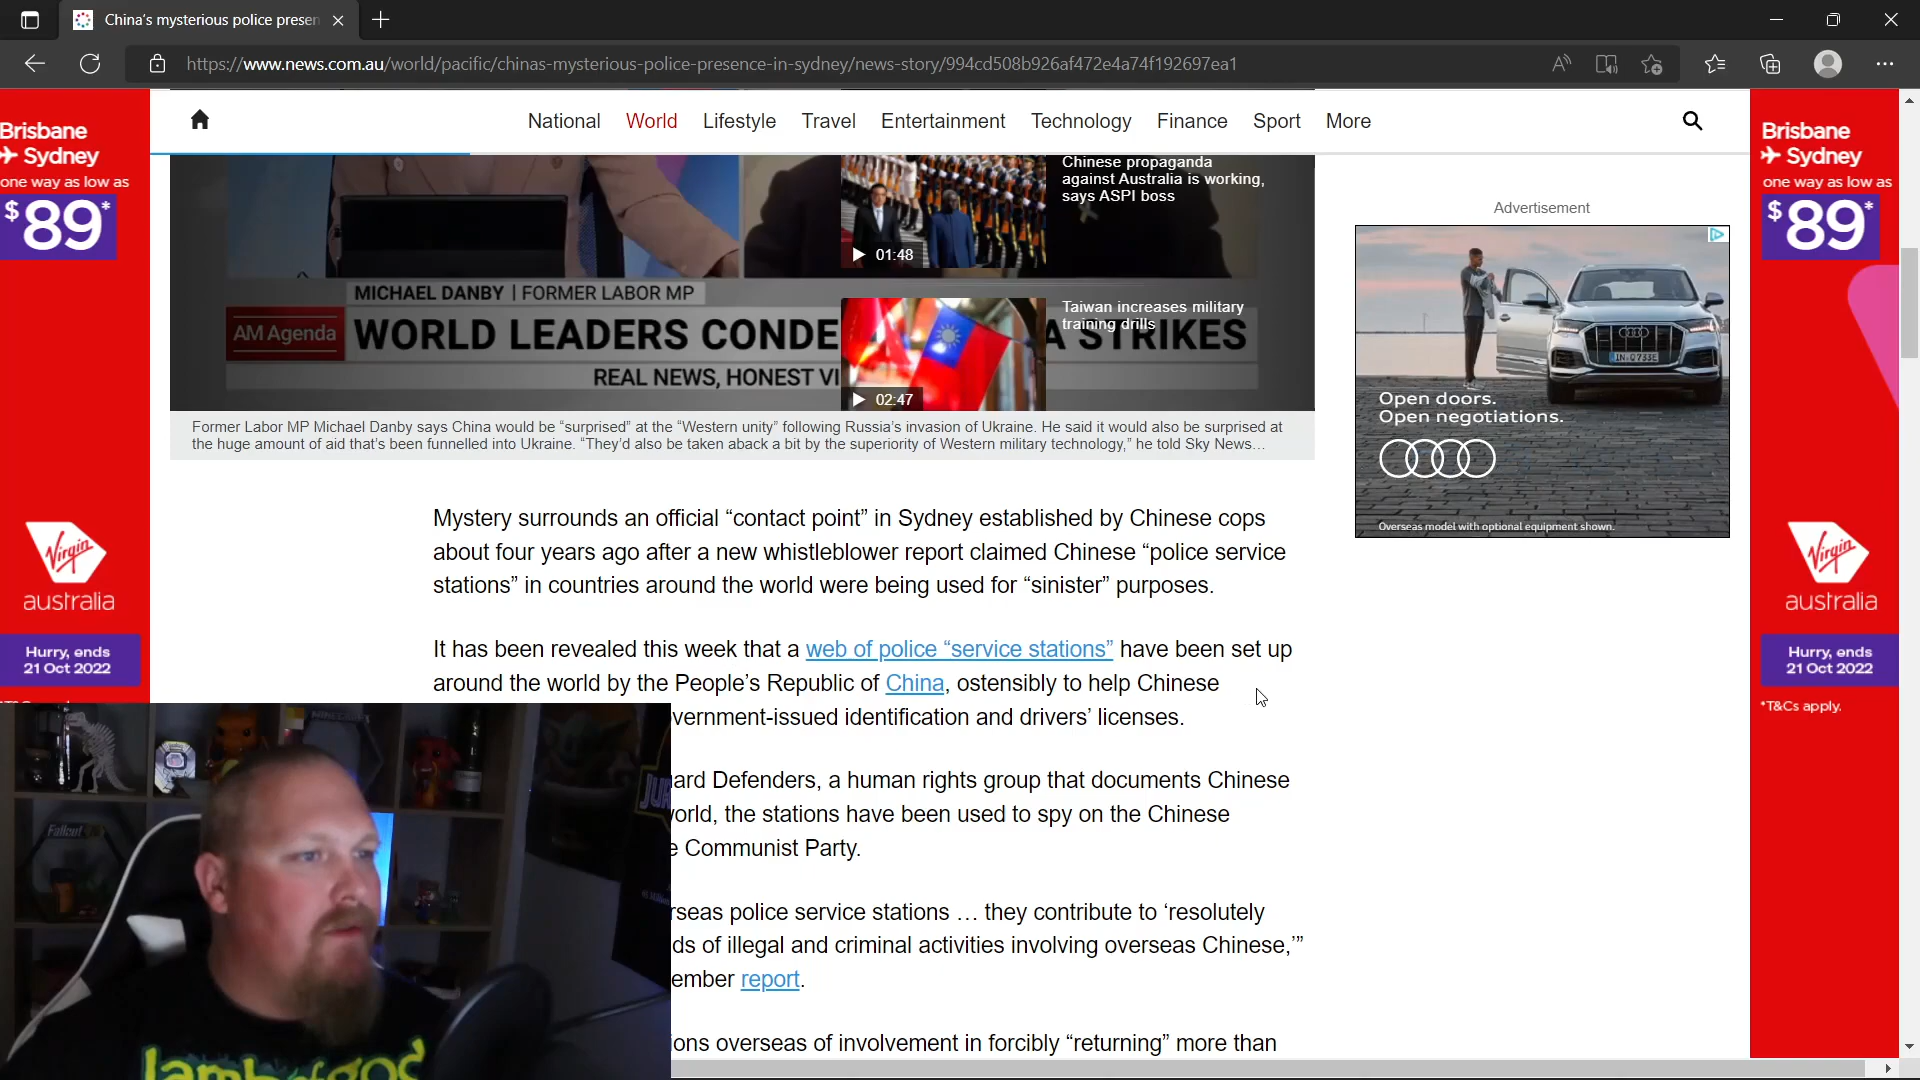 China's mysterious police presen
https://www.news.com.au/world/pacific/chinas-mysterious-police-presence-in-sydney/news-story/994cd508b926af472e4a74f192697ea1
National World Lifestyle Travel Entertainment Technology Finance Sport More
Brisbane
Sydney
one way as low as
$89*
Virgin
australia
Hurry, ends
21 Oct 2022
Chinese propaganda
against Australia is working,
says ASPI boss
01:48
MICHAEL DANBY | FORMER LABOR MP
AM Agenda
WORLD LEADERS CONDE
A STRIKES
REAL NEWS, HONEST VI
Taiwan increases military
training drills
02:47
Former Labor MP Michael Danby says China would be “surprised” at the “Western unity” following Russia’s invasion of Ukraine. He said it would also be surprised at
the huge amount of aid that’s been funnelled into Ukraine. “They’d also be taken aback a bit by the superiority of Western military technology,” he told Sky News...
Mystery surrounds an official “contact point” in Sydney established by Chinese cops
about four years ago after a new whistleblower report claimed Chinese “police service
stations” in countries around the world were being used for “sinister” purposes.
It has been revealed this week that a web of police “service stations” have been set up
around the world by the People’s Republic of China, ostensibly to help Chinese
vernment-issued identification and drivers’ licenses.
ard Defenders, a human rights group that documents Chinese
orld, the stations have been used to spy on the Chinese
e Communist Party.
rseas police service stations … they contribute to ‘resolutely
ds of illegal and criminal activities involving overseas Chinese,’”
ember report.
ions overseas of involvement in forcibly “returning” more than
Advertisement
IN Q 733E
Open doors.
Open negotiations.
Overseas model with optional equipment shown.
Brisbane
Sydney
one way as low as
$89*
Virgin
australia
Hurry, ends
21 Oct 2022
*T&Cs apply.
Fallout
JUR
lamb of god